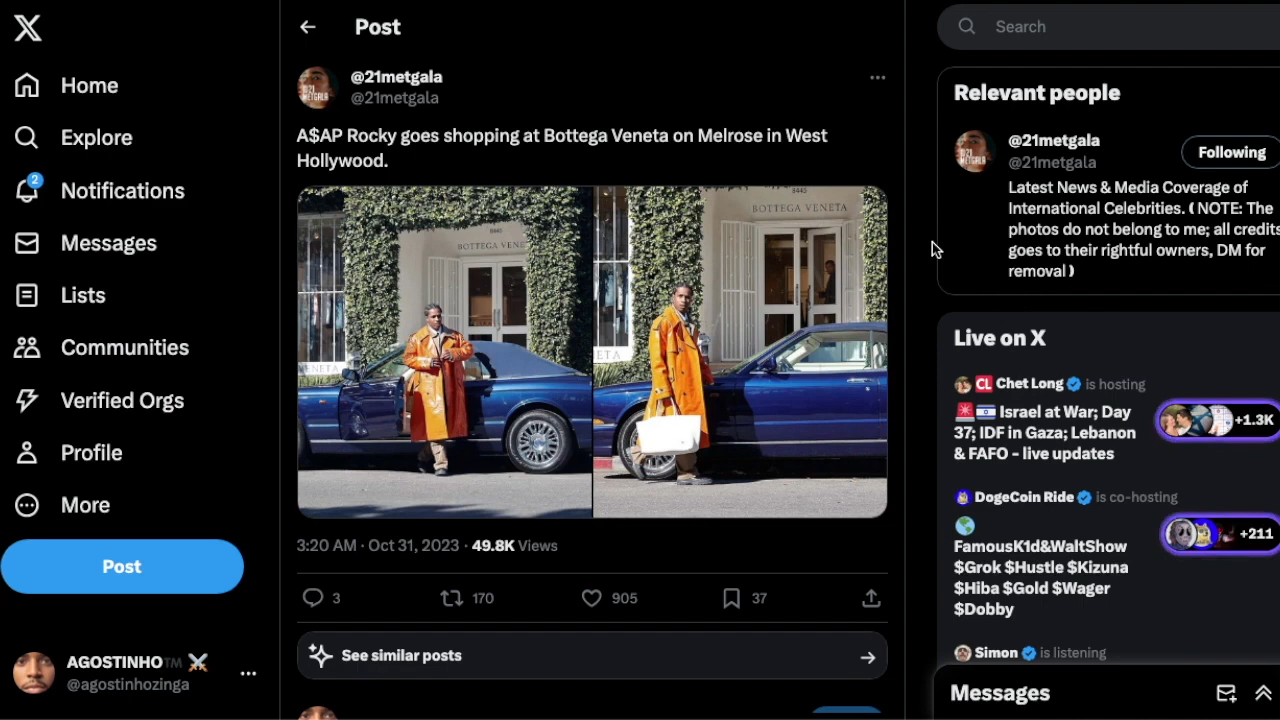 Home
Explore
2
Notifications
Messages
Lists
Communities
Verified Orgs
Profile
More
Post
AGOSTINHO™
@agostinhozinga
Post
@21metgala
@21metgala
A$AP Rocky goes shopping at Bottega Veneta on Melrose in West
Hollywood.
8445
BOTTEGA VENE
8445
BOTTEGA VENETA
3:20 AM · Oct 31, 2023 · 49.8K Views
3
170
905
37
See similar posts
Search
Relevant people
@21metgala
@21metgala
Following
Latest News & Media Coverage of
International Celebrities. ( NOTE: The
photos do not belong to me; all credits
goes to their rightful owners, DM for
removal )
Live on X
CL Chet Long is hosting
Israel at War; Day
37; IDF in Gaza; Lebanon
& FAFO - live updates
+1.3K
DogeCoin Ride is co-hosting
FamousK1d&WaltShow
$Grok $Hustle $Kizuna
$Hiba $Gold $Wager
$Dobby
+211
Simon is listening
Messages